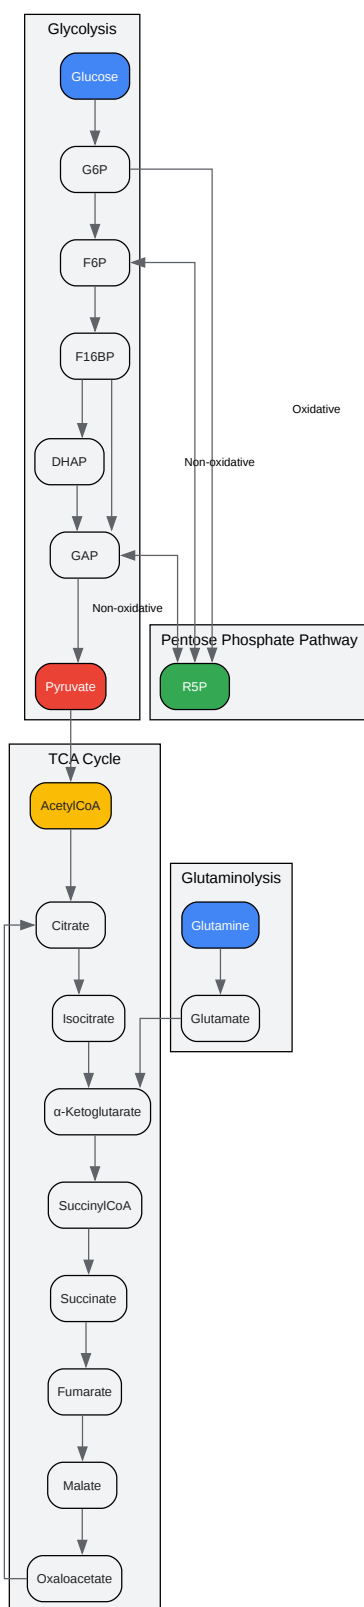 Glycolysis
Glucose
G6P
F6P
F16BP
Oxidative
DHAP
Non-oxidative
GAP
Non-oxidative
Pentose Phosphate Pathway
Pyruvate
R5P
TCA Cycle
AcetylCoA
Glutaminolysis
Citrate
Glutamine
Isocitrate
Glutamate
α-Ketoglutarate
SuccinylCoA
Succinate
Fumarate
Malate
Oxaloacetate